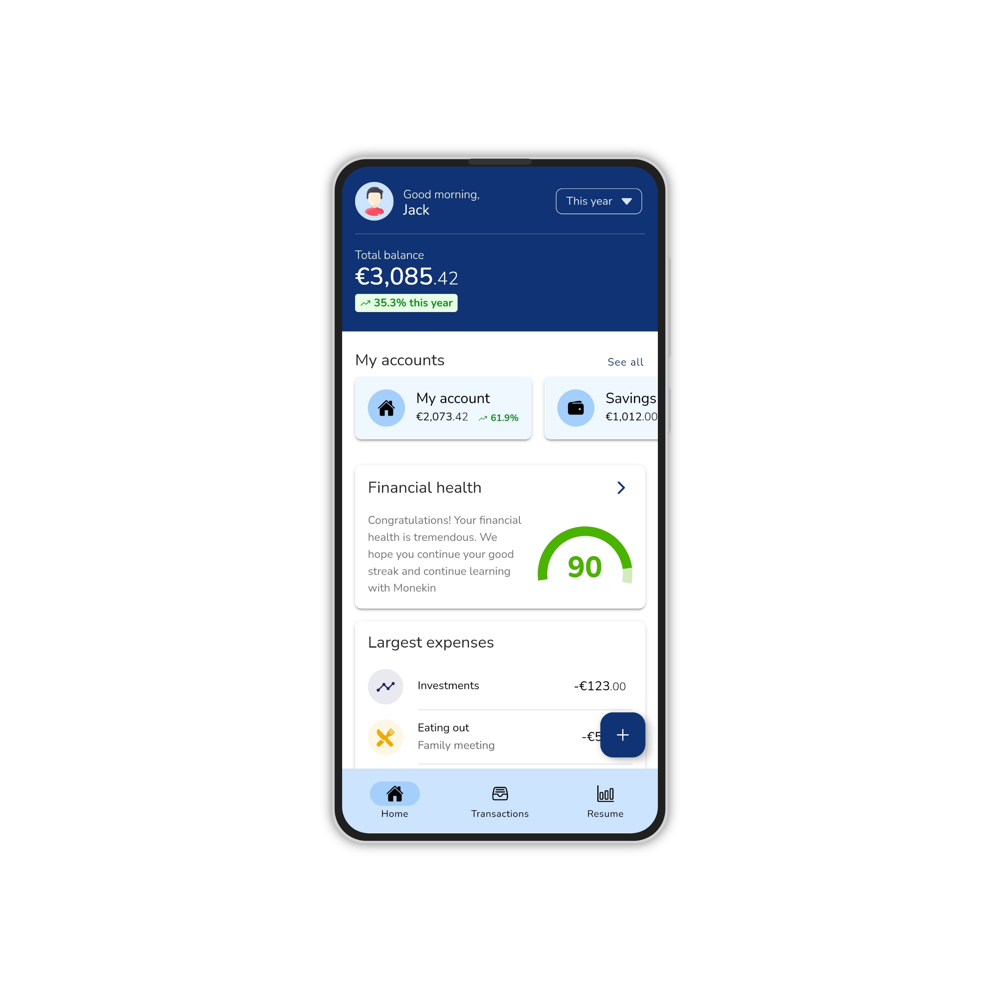 Good morning,
Jack
This year
Total balance
€3,085.42
35.3% this year
My accounts
See all
My account
€2,073.42
61.9%
Savings
€1,012.00
Financial health
Congratulations! Your financial
health is tremendous. We
hope you continue your good
streak and continue learning
with Monekin
90
Largest expenses
Investments
-€123.00
Eating out
Family meeting
-€5
+
Home
Transactions
Resume